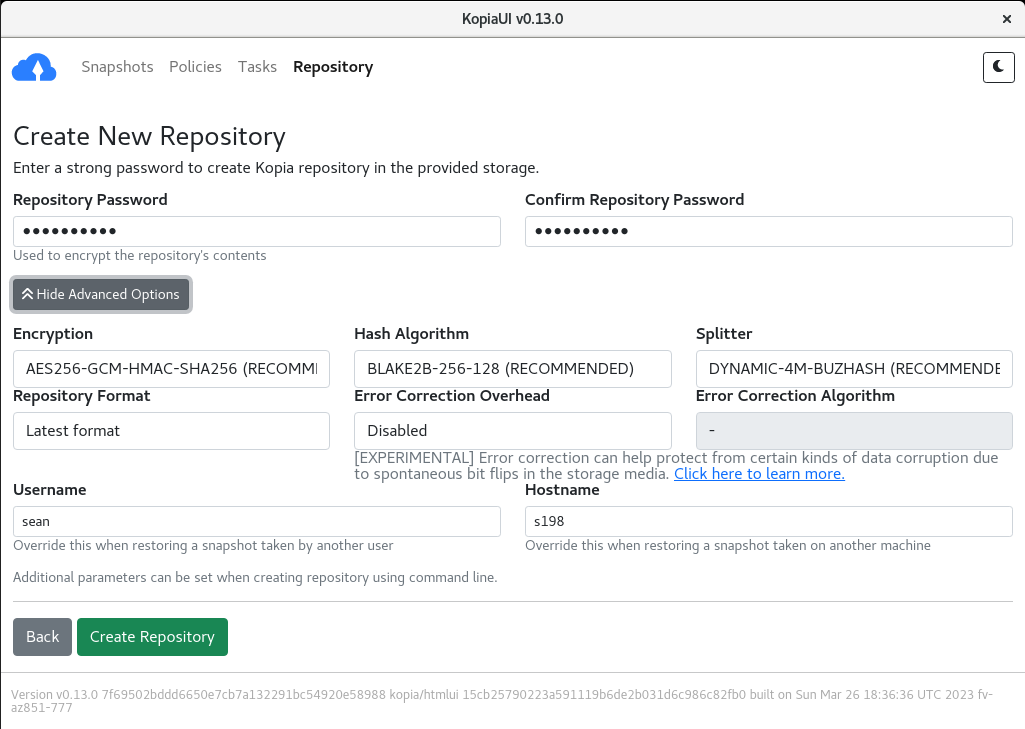 KopiaUI v0.13.0
Snapshots Policies Tasks Repository
Create New Repository
Enter a strong password to create Kopia repository in the provided storage.
Repository Password
Confirm Repository Password
●●●●●●●●●●
●●●●●●●●●●
Used to encrypt the repository's contents
Hide Advanced Options
Encryption
Hash Algorithm
Splitter
AES256-GCM-HMAC-SHA256 (RECOMMI
BLAKE2B-256-128 (RECOMMENDED)
DYNAMIC-4M-BUZHASH (RECOMMENDE
Repository Format
Error Correction Overhead
Error Correction Algorithm
Latest format
Disabled
-
[EXPERIMENTAL] Error correction can help protect from certain kinds of data corruption due
to spontaneous bit flips in the storage media. Click here to learn more.
Username
Hostname
sean
s198
Override this when restoring a snapshot taken by another user
Override this when restoring a snapshot taken on another machine
Additional parameters can be set when creating repository using command line.
Back
Create Repository
Version v0.13.0 7f69502bddd6650e7cb7a132291bc54920e58988 kopia/htmlui 15cb25790223a591119b6de2b031d6c986c82fb0 built on Sun Mar 26 18:36:36 UTC 2023 fv-
az851-777